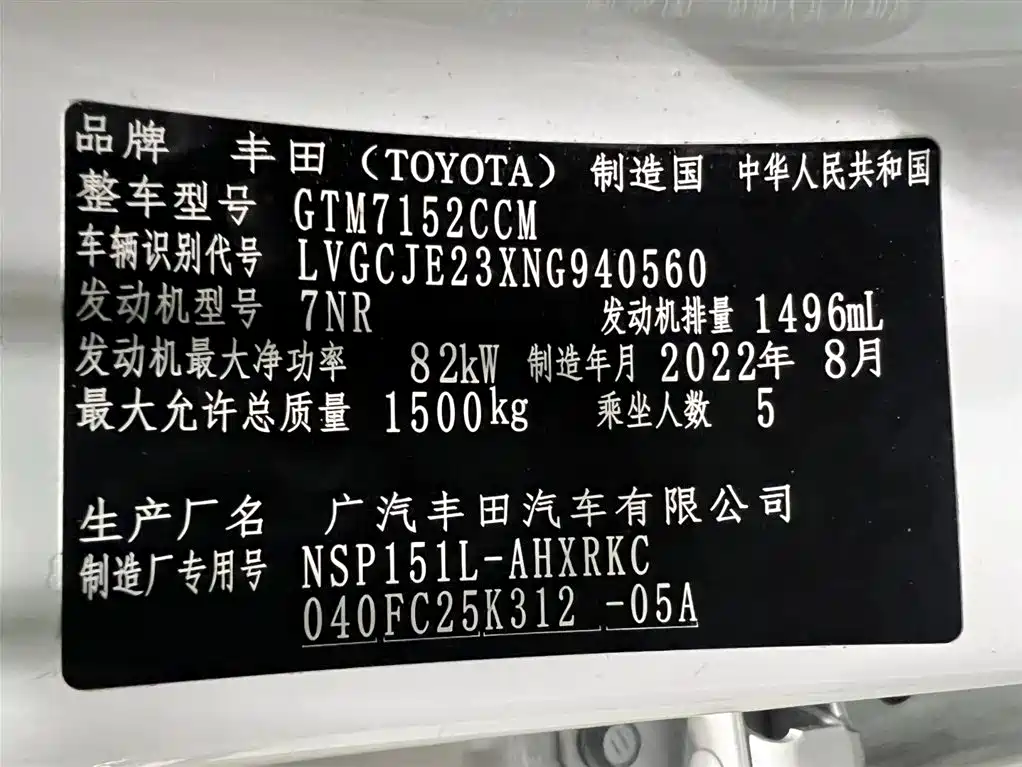 品牌 丰田（TOYOTA） 制造国 中华人民共和国
整车型号 GTM7152CCM
车辆识别代号 LVGCJE23XNG940560
发动机型号 7NR 发动机排量 1496mL
发动机最大净功率 82kW 制造年月 2022年 8月
最大允许总质量 1500kg 乘坐人数 5
生产厂名 广汽丰田汽车有限公司
制造厂专用号 NSP151L-AHXRKC
040FC25K312 -05A